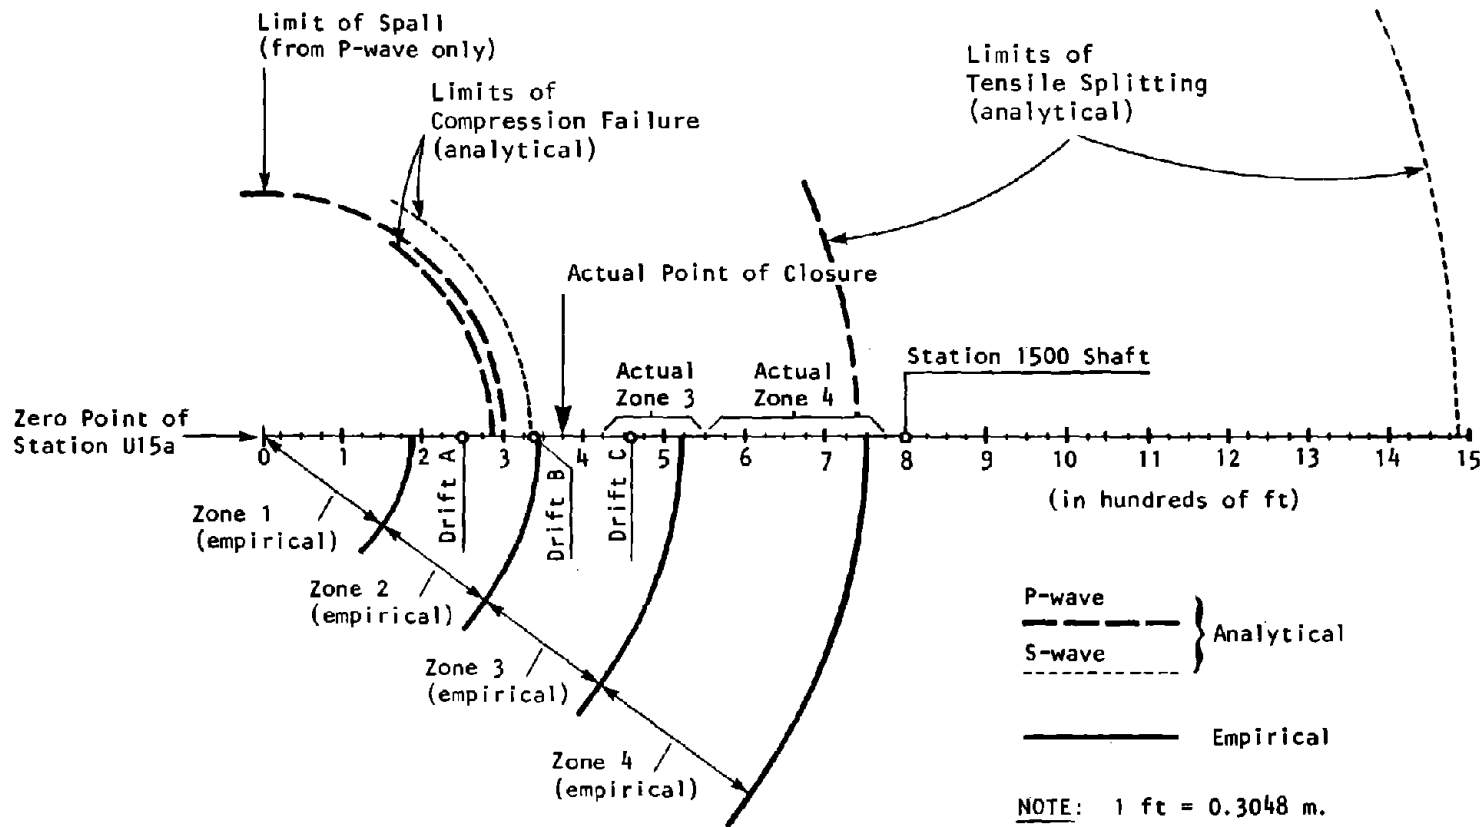 Limit of Spall
(from P-wave only)
Limits of
Compression Failure
(analytical)
Limits of
Tensile Splitting
(analytical)
Actual Point of Closure
Station 1500 Shaft
Actual
Zone 3
Actual
Zone 4
Zero Point of
Station U15a
0 1 2 3 4 5 6 7 8 9 10 11 12 13 14 15
(in hundreds of ft)
Drift A
Drift B
Drift C
Zone 1
(empirical)
Zone 2
(empirical)
Zone 3
(empirical)
Zone 4
(empirical)
P-wave
S-wave
Analytical
Empirical
NOTE: 1 ft = 0.3048 m.